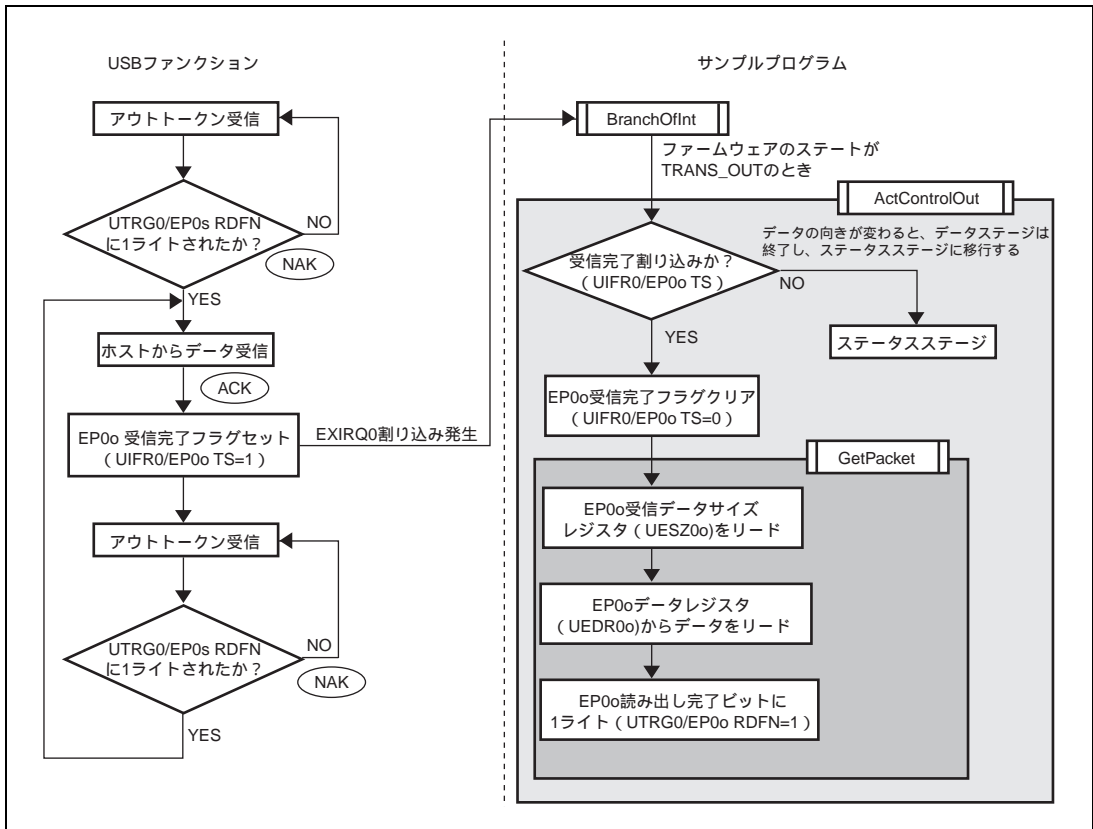 USBファンクション
アウトトークン受信
UTRG0/EP0s RDFN
に1ライトされたか？
NO
NAK
YES
ホストからデータ受信
ACK
EP0o 受信完了フラグセット
（UIFR0/EP0o TS=1）
EXIRQ0割り込み発生
アウトトークン受信
UTRG0/EP0s RDFN
に1ライトされたか？
NO
NAK
YES
サンプルプログラム
BranchOfInt
ファームウェアのステートが
TRANS_OUTのとき
ActControlOut
データの向きが変わると、データステージは
終了し、ステータスステージに移行する
受信完了割り込みか？
（UIFR0/EP0o TS）
NO
ステータスステージ
YES
EP0o受信完了フラグクリア
（UIFR0/EP0o TS=0）
GetPacket
EP0o受信データサイズ
レジスタ（UESZ0o)をリード
EP0oデータレジスタ
（UEDR0o)からデータをリード
EP0o読み出し完了ビットに
1ライト（UTRG0/EP0o RDFN=1）